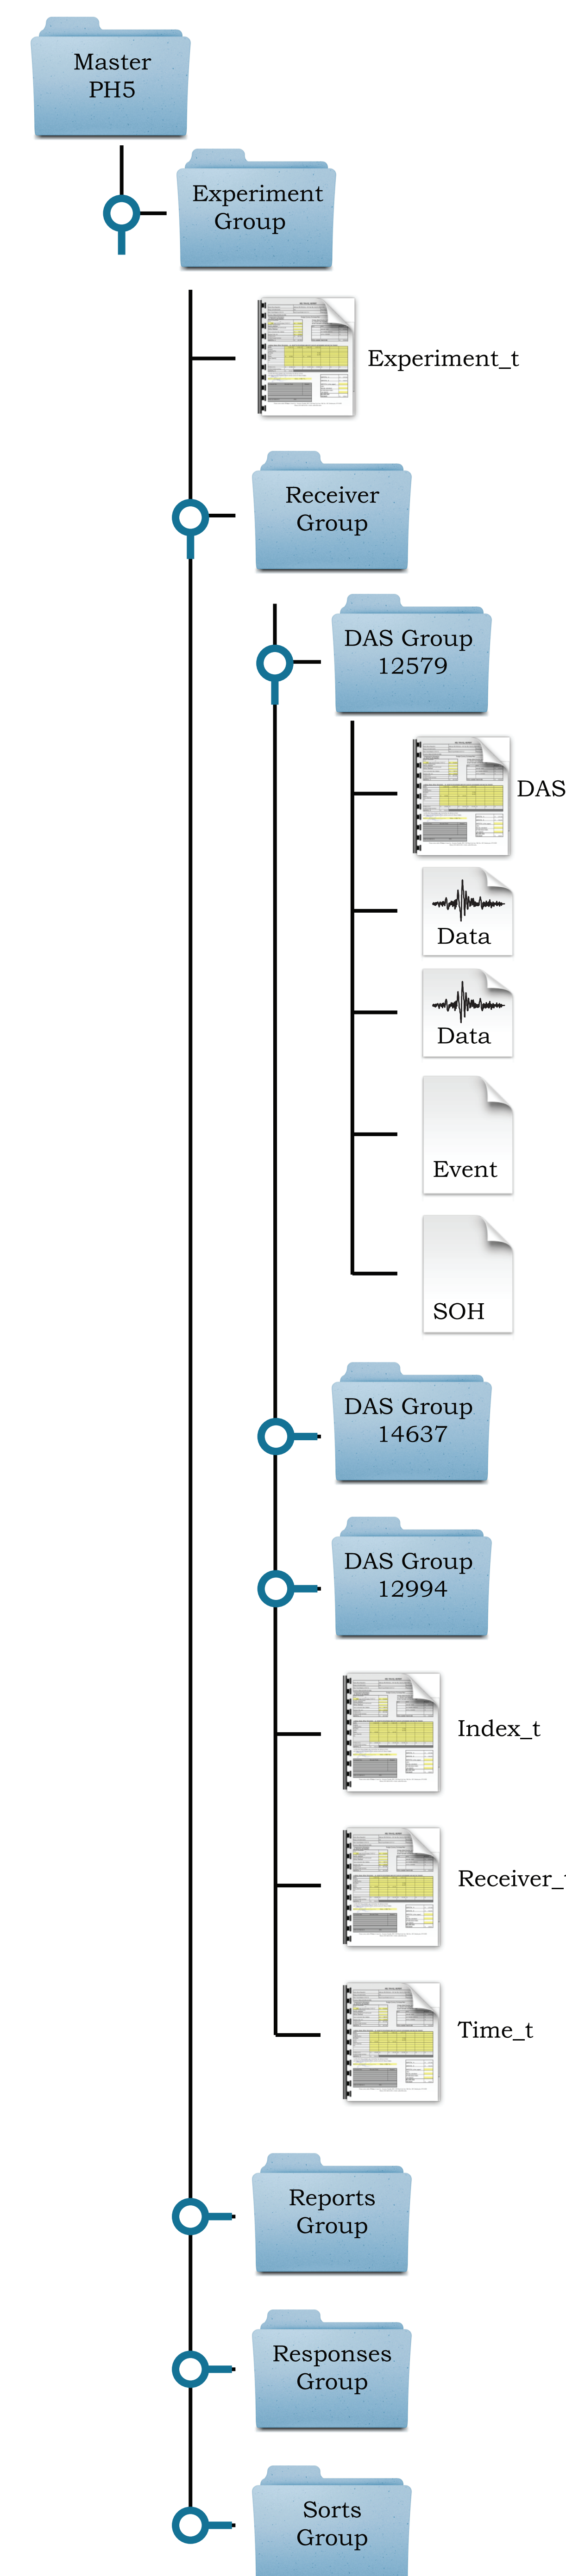 Master
PH5
Experiment
Group
Experiment_t
Receiver
Group
DAS Group
12579
DAS
Data
Data
Event
SOH
DAS Group
14637
DAS Group
12994
Index_t
Receiver_t
Time_t
Reports
Group
Responses
Group
Sorts
Group